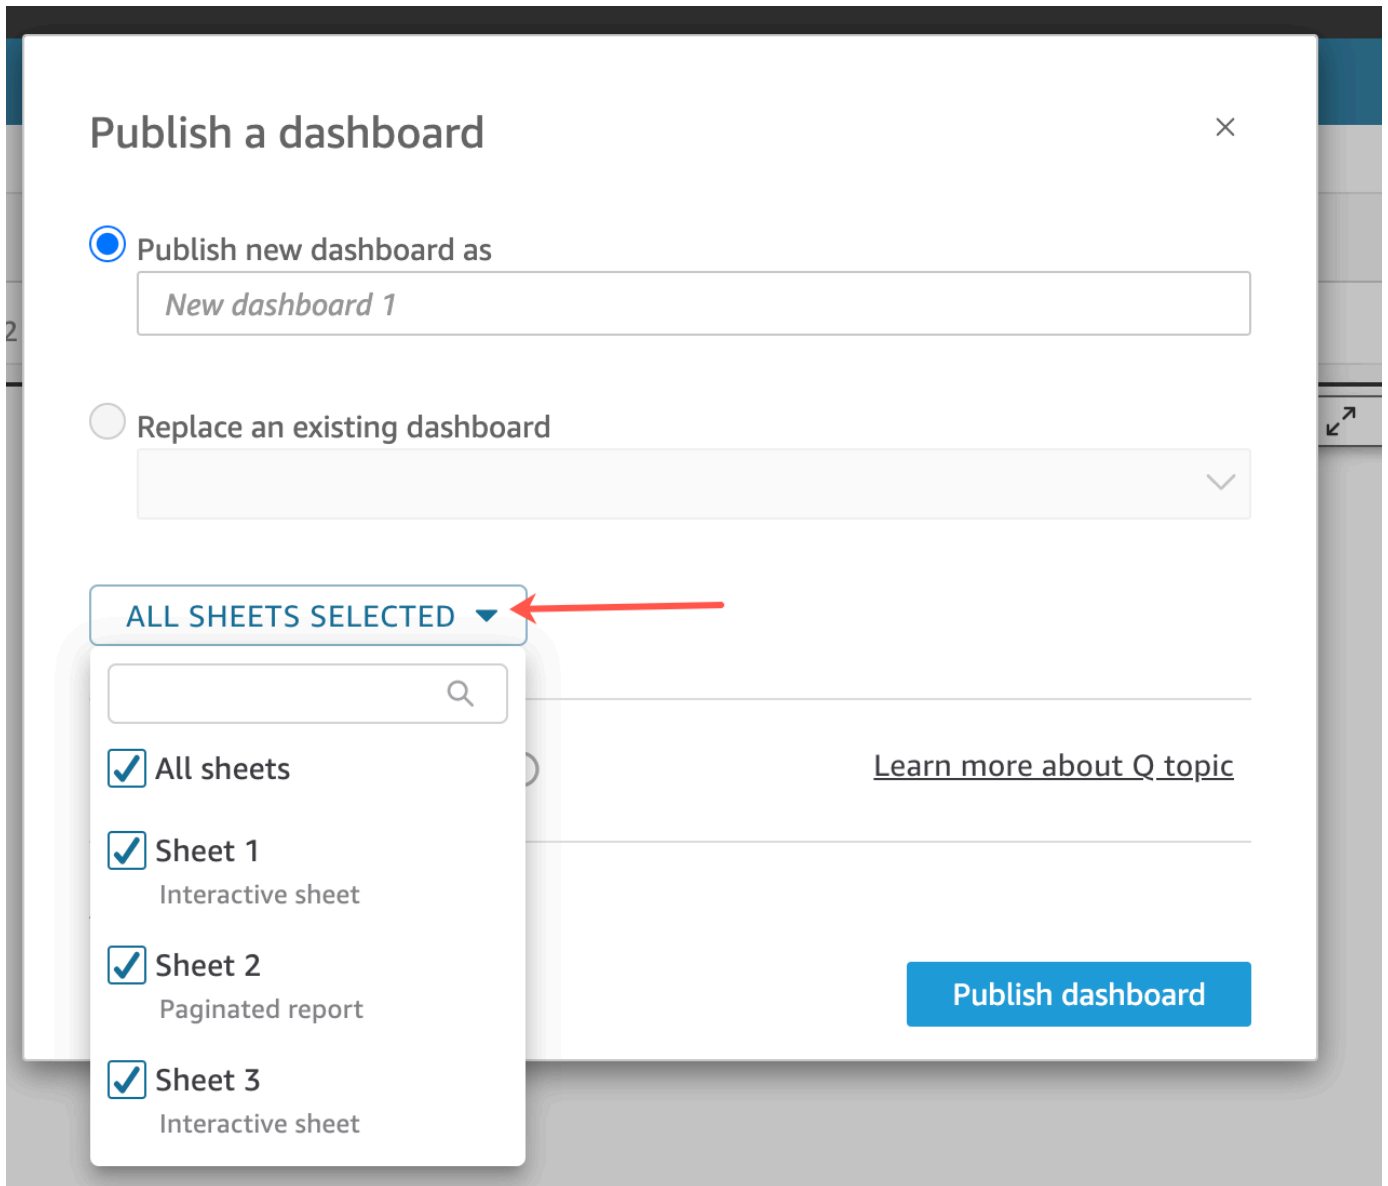 Publish a dashboard
Publish new dashboard as
New dashboard 1
2
Replace an existing dashboard
ALL SHEETS SELECTED
All sheets
Learn more about Q topic
Sheet 1
Interactive sheet
Sheet 2
Paginated report
Publish dashboard
Sheet 3
Interactive sheet